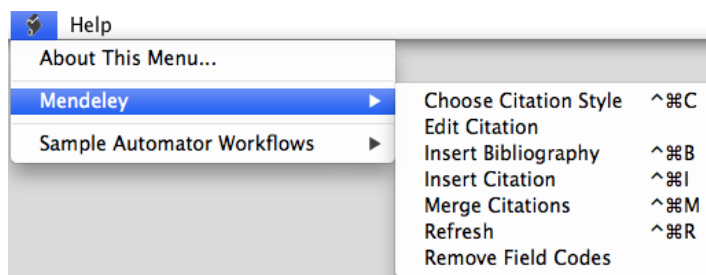 Help
About This Menu...
Mendeley
Sample Automator Workflows
Choose Citation Style ^⌘C
Edit Citation
Insert Bibliography ^⌘B
Insert Citation ^⌘I
Merge Citations ^⌘M
Refresh ^⌘R
Remove Field Codes